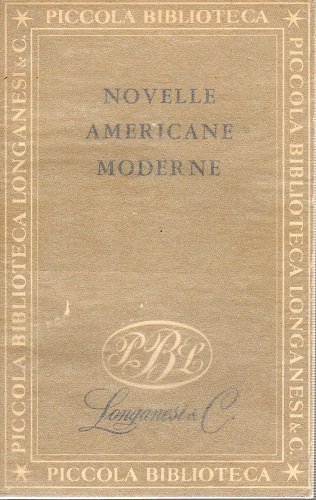 PICCOLA BIBLIOTECA
PICCOLA BIBLIOTECA LONGANESI & C.
PICCOLA BIBLIOTECA LONGANESI & C.
NOVELLE
AMERICANE
MODERNE
PBL
Longanesi & C.
PICCOLA BIBLIOTECA